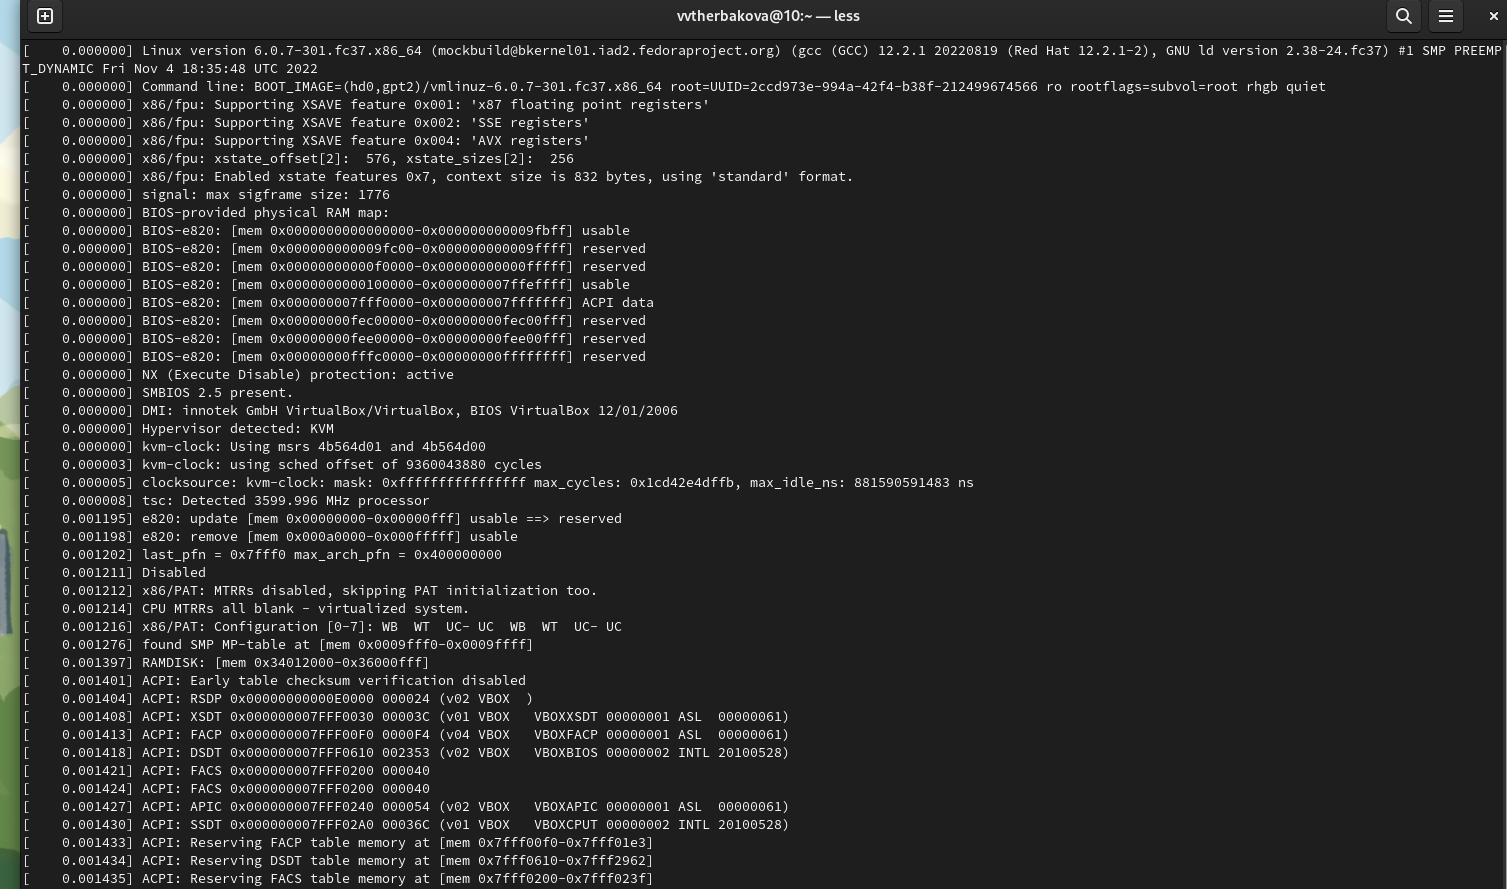 vvtherbakova@10:~ — less
[    0.000000] Linux version 6.0.7-301.fc37.x86_64 (mockbuild@bkernel01.iad2.fedoraproject.org) (gcc (GCC) 12.2.1 20220819 (Red Hat 12.2.1-2), GNU ld version 2.38-24.fc37) #1 SMP PREEMP
T_DYNAMIC Fri Nov 4 18:35:48 UTC 2022
[    0.000000] Command line: BOOT_IMAGE=(hd0,gpt2)/vmlinuz-6.0.7-301.fc37.x86_64 root=UUID=2ccd973e-994a-42f4-b38f-212499674566 ro rootflags=subvol=root rhgb quiet
[    0.000000] x86/fpu: Supporting XSAVE feature 0x001: 'x87 floating point registers'
[    0.000000] x86/fpu: Supporting XSAVE feature 0x002: 'SSE registers'
[    0.000000] x86/fpu: Supporting XSAVE feature 0x004: 'AVX registers'
[    0.000000] x86/fpu: xstate_offset[2]:  576, xstate_sizes[2]:  256
[    0.000000] x86/fpu: Enabled xstate features 0x7, context size is 832 bytes, using 'standard' format.
[    0.000000] signal: max sigframe size: 1776
[    0.000000] BIOS-provided physical RAM map:
[    0.000000] BIOS-e820: [mem 0x0000000000000000-0x000000000009fbff] usable
[    0.000000] BIOS-e820: [mem 0x000000000009fc00-0x000000000009ffff] reserved
[    0.000000] BIOS-e820: [mem 0x00000000000f0000-0x00000000000fffff] reserved
[    0.000000] BIOS-e820: [mem 0x0000000000100000-0x000000007ffeffff] usable
[    0.000000] BIOS-e820: [mem 0x000000007fff0000-0x000000007fffffff] ACPI data
[    0.000000] BIOS-e820: [mem 0x00000000fec00000-0x00000000fec00fff] reserved
[    0.000000] BIOS-e820: [mem 0x00000000fee00000-0x00000000fee00fff] reserved
[    0.000000] BIOS-e820: [mem 0x00000000fffc0000-0x00000000ffffffff] reserved
[    0.000000] NX (Execute Disable) protection: active
[    0.000000] SMBIOS 2.5 present.
[    0.000000] DMI: innotek GmbH VirtualBox/VirtualBox, BIOS VirtualBox 12/01/2006
[    0.000000] Hypervisor detected: KVM
[    0.000000] kvm-clock: Using msrs 4b564d01 and 4b564d00
[    0.000003] kvm-clock: using sched offset of 9360043880 cycles
[    0.000005] clocksource: kvm-clock: mask: 0xffffffffffffffff max_cycles: 0x1cd42e4dffb, max_idle_ns: 881590591483 ns
[    0.000008] tsc: Detected 3599.996 MHz processor
[    0.001195] e820: update [mem 0x00000000-0x00000fff] usable ==> reserved
[    0.001198] e820: remove [mem 0x000a0000-0x000fffff] usable
[    0.001202] last_pfn = 0x7fff0 max_arch_pfn = 0x400000000
[    0.001211] Disabled
[    0.001212] x86/PAT: MTRRs disabled, skipping PAT initialization too.
[    0.001214] CPU MTRRs all blank - virtualized system.
[    0.001216] x86/PAT: Configuration [0-7]: WB  WT  UC- UC  WB  WT  UC- UC
[    0.001276] found SMP MP-table at [mem 0x0009fff0-0x0009ffff]
[    0.001397] RAMDISK: [mem 0x34012000-0x36000fff]
[    0.001401] ACPI: Early table checksum verification disabled
[    0.001404] ACPI: RSDP 0x00000000000E0000 000024 (v02 VBOX  )
[    0.001408] ACPI: XSDT 0x000000007FFF0030 00003C (v01 VBOX   VBOXXSDT 00000001 ASL  00000061)
[    0.001413] ACPI: FACP 0x000000007FFF00F0 0000F4 (v04 VBOX   VBOXFACP 00000001 ASL  00000061)
[    0.001418] ACPI: DSDT 0x000000007FFF0610 002353 (v02 VBOX   VBOXBIOS 00000002 INTL 20100528)
[    0.001421] ACPI: FACS 0x000000007FFF0200 000040
[    0.001424] ACPI: FACS 0x000000007FFF0200 000040
[    0.001427] ACPI: APIC 0x000000007FFF0240 000054 (v02 VBOX   VBOXAPIC 00000001 ASL  00000061)
[    0.001430] ACPI: SSDT 0x000000007FFF02A0 00036C (v01 VBOX   VBOXCPUT 00000002 INTL 20100528)
[    0.001433] ACPI: Reserving FACP table memory at [mem 0x7fff00f0-0x7fff01e3]
[    0.001434] ACPI: Reserving DSDT table memory at [mem 0x7fff0610-0x7fff2962]
[    0.001435] ACPI: Reserving FACS table memory at [mem 0x7fff0200-0x7fff023f]